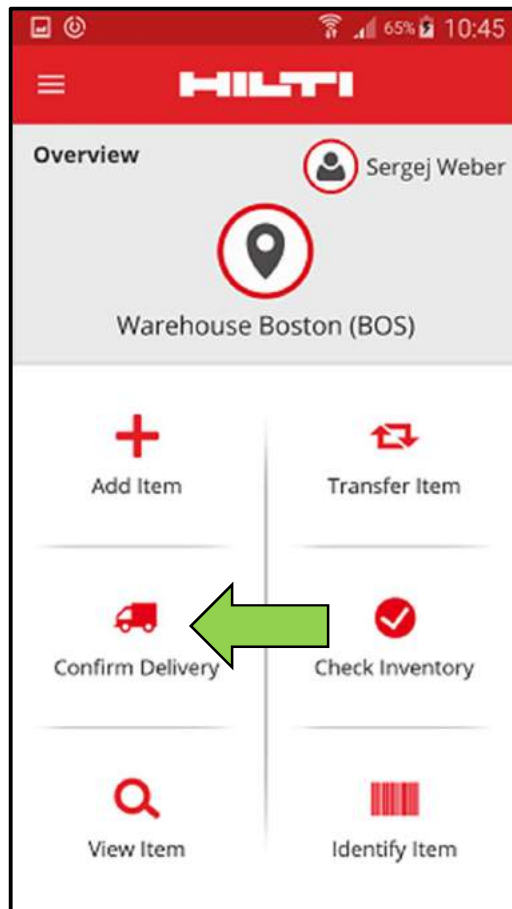 65% 10:45
HILTI
Overview Sergej Weber
Warehouse Boston (BOS)
Add Item Transfer Item
Confirm Delivery Check Inventory
View Item Identify Item